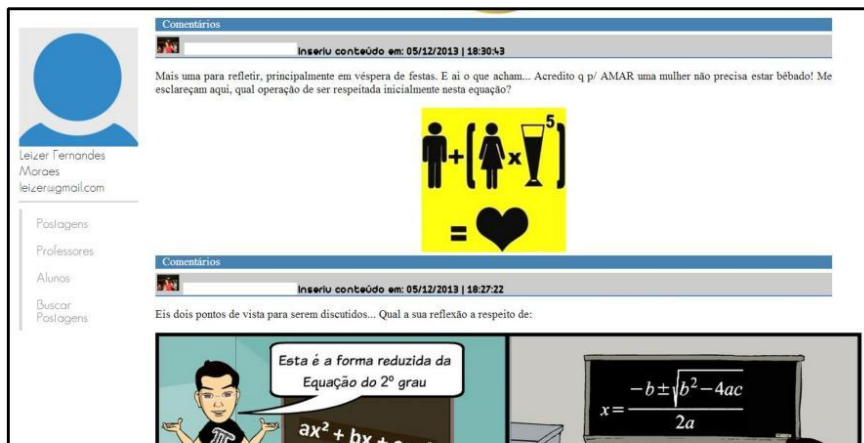 Comentários
Inseriu conteúdo em: 05/12/2013 | 18:30:43
Mais uma para refletir, principalmente em véspera de festas. E ai o que acham... Acredito q p/ AMAR uma mulher não precisa estar bêbado! Me
esclareçam aqui, qual operação de ser respeitada inicialmente nesta equação?
Leizer Fernandes
Moraes
leizer@gmail.com
Postagens
Professores
Alunos
Buscar
Postagens
+ ( x 5 )
=
Comentários
Inseriu conteúdo em: 05/12/2013 | 18:27:22
Eis dois pontos de vista para serem discutidos... Qual a sua reflexão a respeito de:
Esta é a forma reduzida da
Equação do 2º grau
ax² + bx +
π
x = -b±√b²-4ac
2a